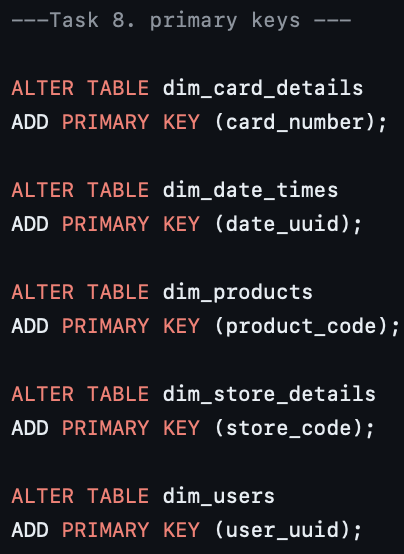 ---Task 8. primary keys ---
ALTER TABLE dim_card_details
ADD PRIMARY KEY (card_number);
ALTER TABLE dim_date_times
ADD PRIMARY KEY (date_uuid);
ALTER TABLE dim_products
ADD PRIMARY KEY (product_code);
ALTER TABLE dim_store_details
ADD PRIMARY KEY (store_code);
ALTER TABLE dim_users
ADD PRIMARY KEY (user_uuid);